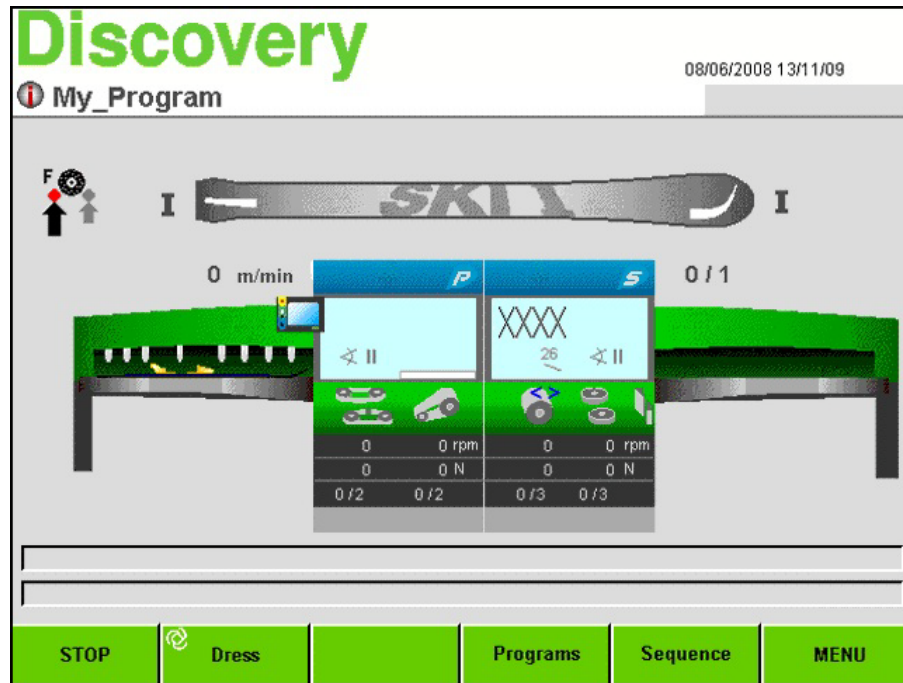 Discovery
08/06/2008 13/11/09
My_Program
F
I SKI I
0 m/min P S 0 / 1
XXXX
II 26 II
0 0 rpm 0 0 rpm
0 0 N 0 0 N
0/2 0/2 0/3 0/3
STOP Dress Programs Sequence MENU